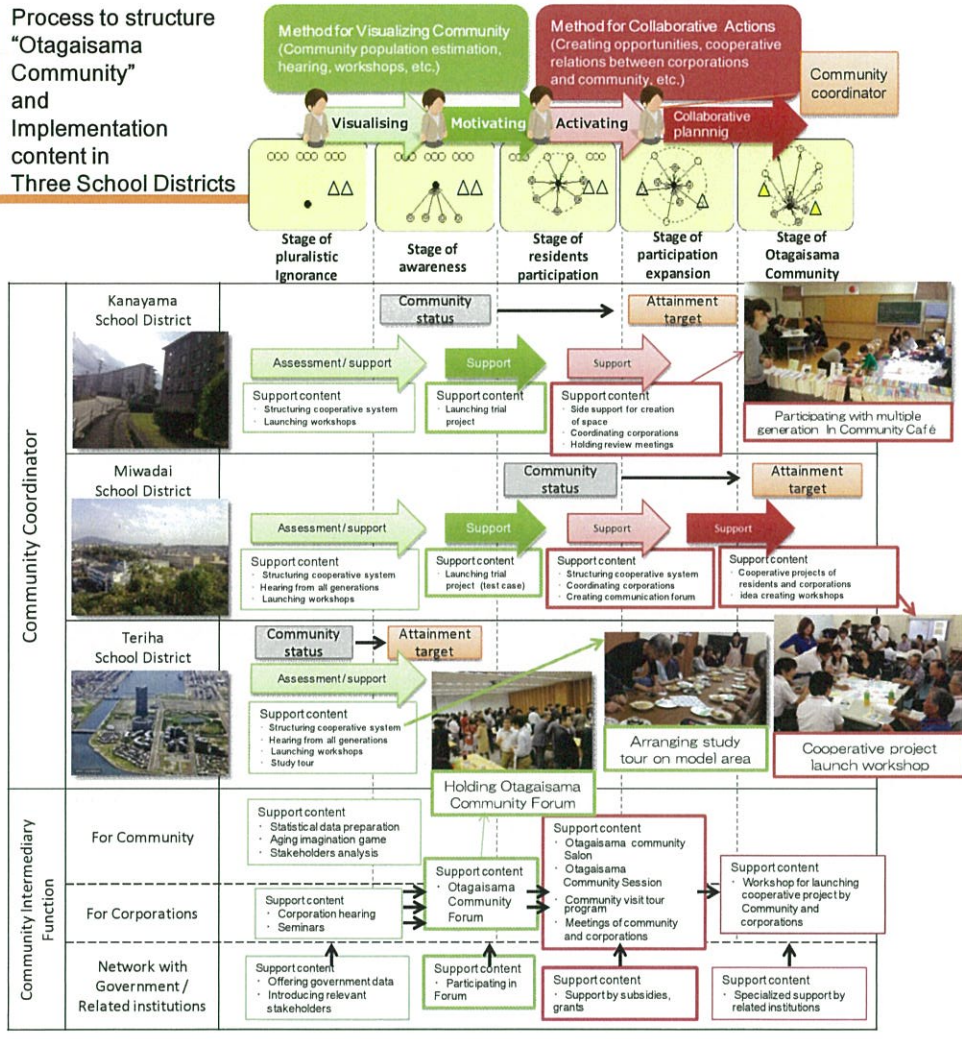 Process to structure
“Otagaisama
Community”
and
Implementation
content in
Three School Districts
Method for Visualizing Community
(Community population estimation,
hearing, workshops, etc.)
Method for Collaborative Actions
(Creating opportunities, cooperative
relations between corporations
and community, etc.)
Community
coordinator
Visualising
Motivating
Activating
Collaborative
plannnig
Stage of
pluralistic
Ignorance
Stage of
awareness
Stage of
residents
participation
Stage of
participation
expansion
Stage of
Otagaisama
Community
Community Coordinator
Kanayama
School District
Community
status
Attainment
target
Assessment/support
Support
Support
Support content
· Structuring cooperative system
· Launching workshops
Support content
· Launching trial
project
Support content
· Side support for creation
of space
· Coordinating corporations
· Holding review meetings
Participating with multiple
generation In Community Café
Miwadai
School District
Community
status
Attainment
target
Assessment/support
Support
Support
Support
Support content
· Structuring cooperative system
· Hearing from all generations
· Launching workshops
Support content
· Launching trial
project (test case)
Support content
· Structuring cooperative system
· Coordinating corporations
· Creating communication forum
Support content
· Cooperative projects of
residents and corporations
· idea creating workshops
Teriha
School District
Community
status
Attainment
target
Assessment/support
Support content
· Structuring cooperative system
· Hearing from all generations
· Launching workshops
· Study tour
Holding Otagaisama
Community Forum
Arranging study
tour on model area
Cooperative project
launch workshop
Community Intermediary
Function
For Community
Support content
· Statistical data preparation
· Aging imagination game
· Stakeholders analysis
For Corporations
Support content
· Corporation hearing
· Seminars
Support content
· Otagaisama
Community
Forum
Support content
· Otagaisama community
Salon
· Otagaisama
Community Session
· Community visit tour
program
· Meetings of community
and corporations
Support content
· Workshop for launching
cooperative project by
Community and
corporations
Network with
Government /
Related institutions
Support content
· Offering government data
· Introducing relevant
stakeholders
Support content
· Participating in
Forum
Support content
· Support by subsidies,
grants
Support content
· Specialized support by
related institutions